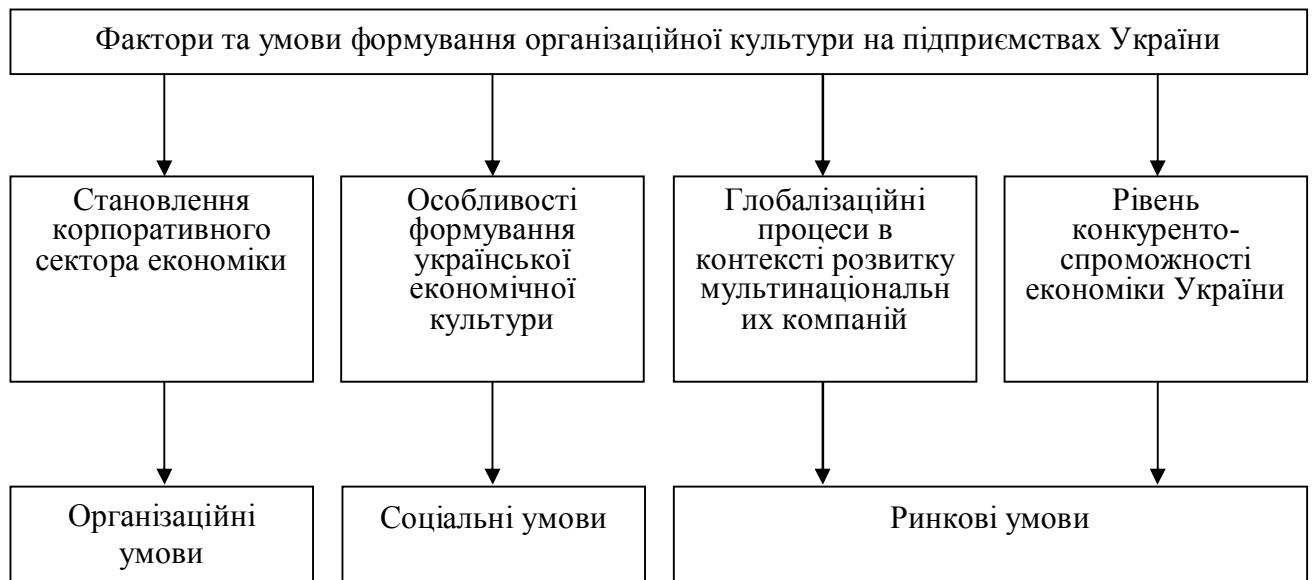 Фактори та умови формування організаційної культури на підприємствах України
Становлення
корпоративного
сектора економіки
Особливості
формування
української
економічної
культури
Глобалізаційні
процеси в
контексті розвитку
мультинаціональн
их компаній
Рівень
конкуренто-
спроможності
економіки України
Організаційні
умови
Соціальні умови
Ринкові умови